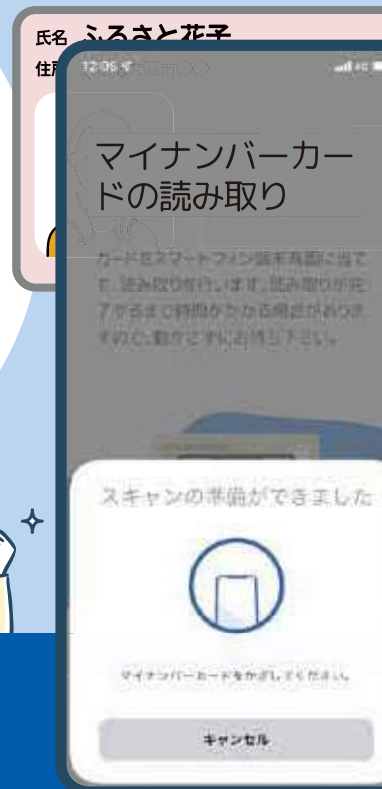 氏名 ふるさと花子
12:05
4G
マイナンバーカー
ドの読み取り
カードをスマートフォン端末背面に当て
て、読み取りを行います。読み取りが完
了するまで時間がかかる場合がありま
すので、動かさずにお待ち下さい。
スキャンの準備ができました
マイナンバーカードをかざしてください。
キャンセル